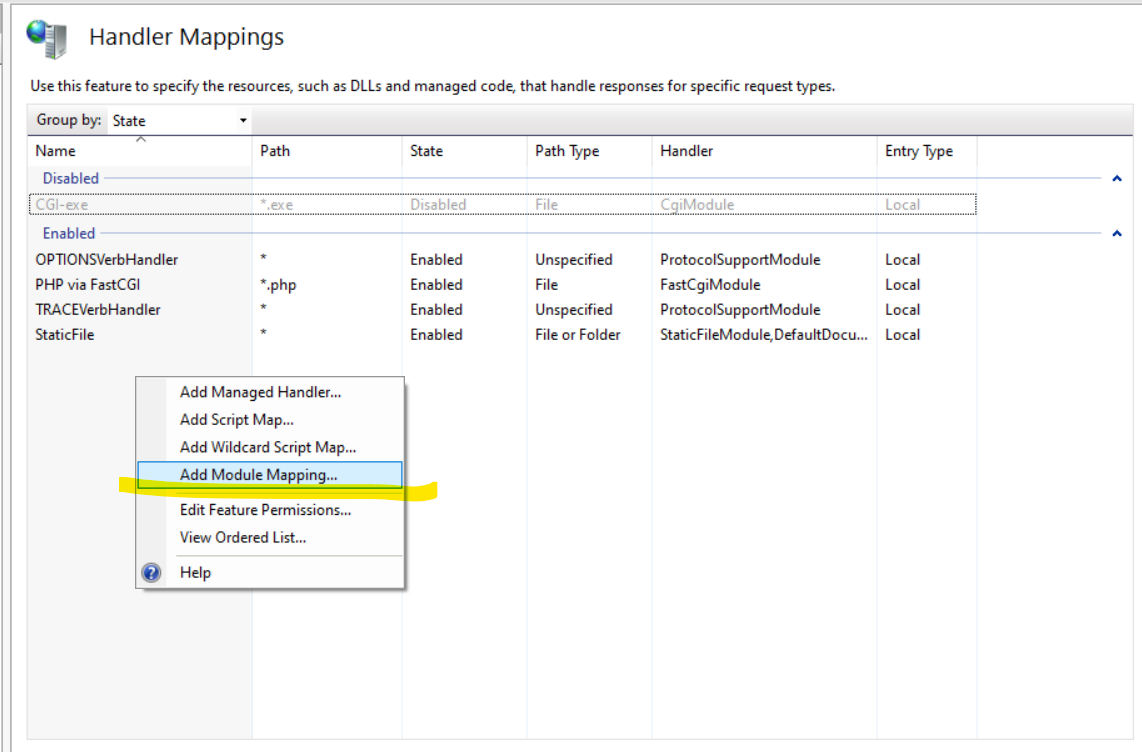 Handler Mappings
Use this feature to specify the resources, such as DLLs and managed code, that handle responses for specific request types.
Group by: State
Name Path State Path Type Handler Entry Type
Disabled
CGI-exe *.exe Disabled File CgiModule Local
Enabled
OPTIONSVerbHandler * Enabled Unspecified ProtocolSupportModule Local
PHP via FastCGI *.php Enabled File FastCgiModule Local
TRACEVerbHandler * Enabled Unspecified ProtocolSupportModule Local
StaticFile * Enabled File or Folder StaticFileModule,DefaultDocu... Local
Add Managed Handler...
Add Script Map...
Add Wildcard Script Map...
Add Module Mapping...
Edit Feature Permissions...
View Ordered List...
Help